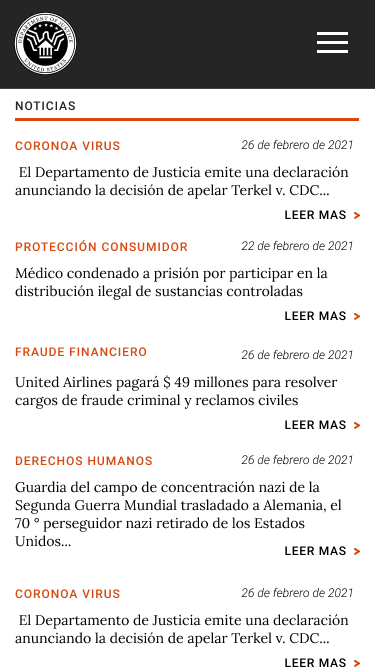 DEPARTMENT OF JUSTICE
UNITED STATES
NOTICIAS
CORONOA VIRUS 26 de febrero de 2021
El Departamento de Justicia emite una declaración
anunciando la decisión de apelar Terkel v. CDC...
LEER MAS >
PROTECCIÓN CONSUMIDOR 22 de febrero de 2021
Médico condenado a prisión por participar en la
distribución ilegal de sustancias controladas
LEER MAS >
FRAUDE FINANCIERO 26 de febrero de 2021
United Airlines pagará $ 49 millones para resolver
cargos de fraude criminal y reclamos civiles
LEER MAS >
DERECHOS HUMANOS 26 de febrero de 2021
Guardia del campo de concentración nazi de la
Segunda Guerra Mundial trasladado a Alemania, el
70 ° perseguidor nazi retirado de los Estados
Unidos...
LEER MAS >
CORONOA VIRUS 26 de febrero de 2021
El Departamento de Justicia emite una declaración
anunciando la decisión de apelar Terkel v. CDC...
LEER MAS >